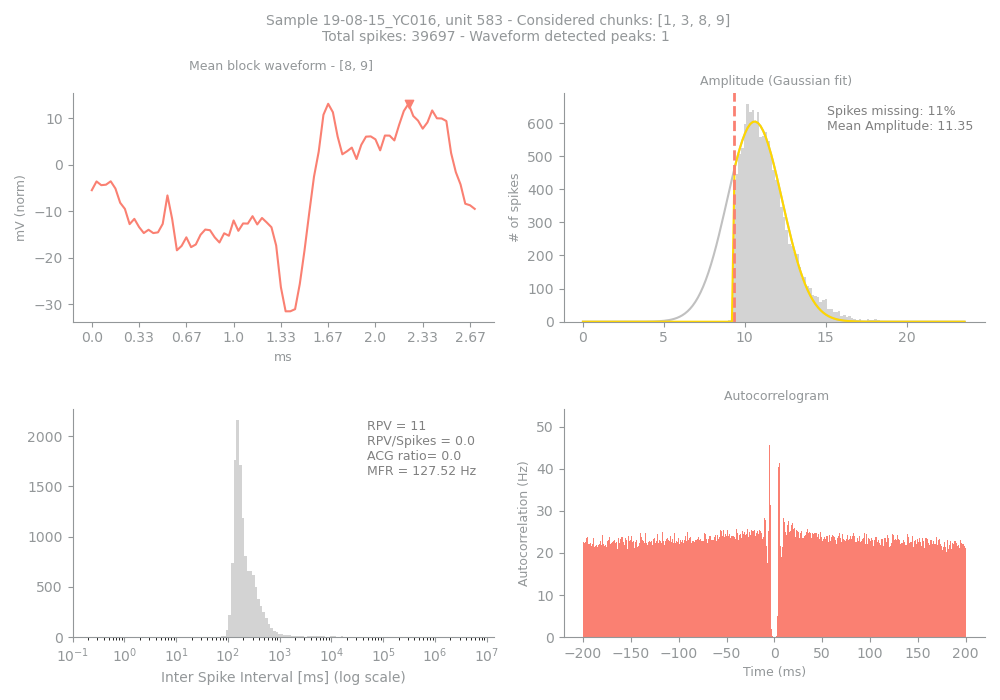 Sample 19-08-15_YC016, unit 583 - Considered chunks: [1, 3, 8, 9]
Total spikes: 39697 - Waveform detected peaks: 1
Mean block waveform - [8, 9]
mV (norm)
10
0
−10
−20
−30
0.0 0.33 0.67 1.0 1.33 1.67 2.0 2.33 2.67
ms
Amplitude (Gaussian fit)
Spikes missing: 11%
Mean Amplitude: 11.35
# of spikes
600
500
400
300
200
100
0
0 5 10 15 20
RPV = 11
RPV/Spikes = 0.0
ACG ratio= 0.0
MFR = 127.52 Hz
2000
1500
1000
500
0
10⁻¹ 10⁰ 10¹ 10² 10³ 10⁴ 10⁵ 10⁶ 10⁷
Inter Spike Interval [ms] (log scale)
Autocorrelogram
Autocorrelation (Hz)
50
40
30
20
10
0
−200 −150 −100 −50 0 50 100 150 200
Time (ms)